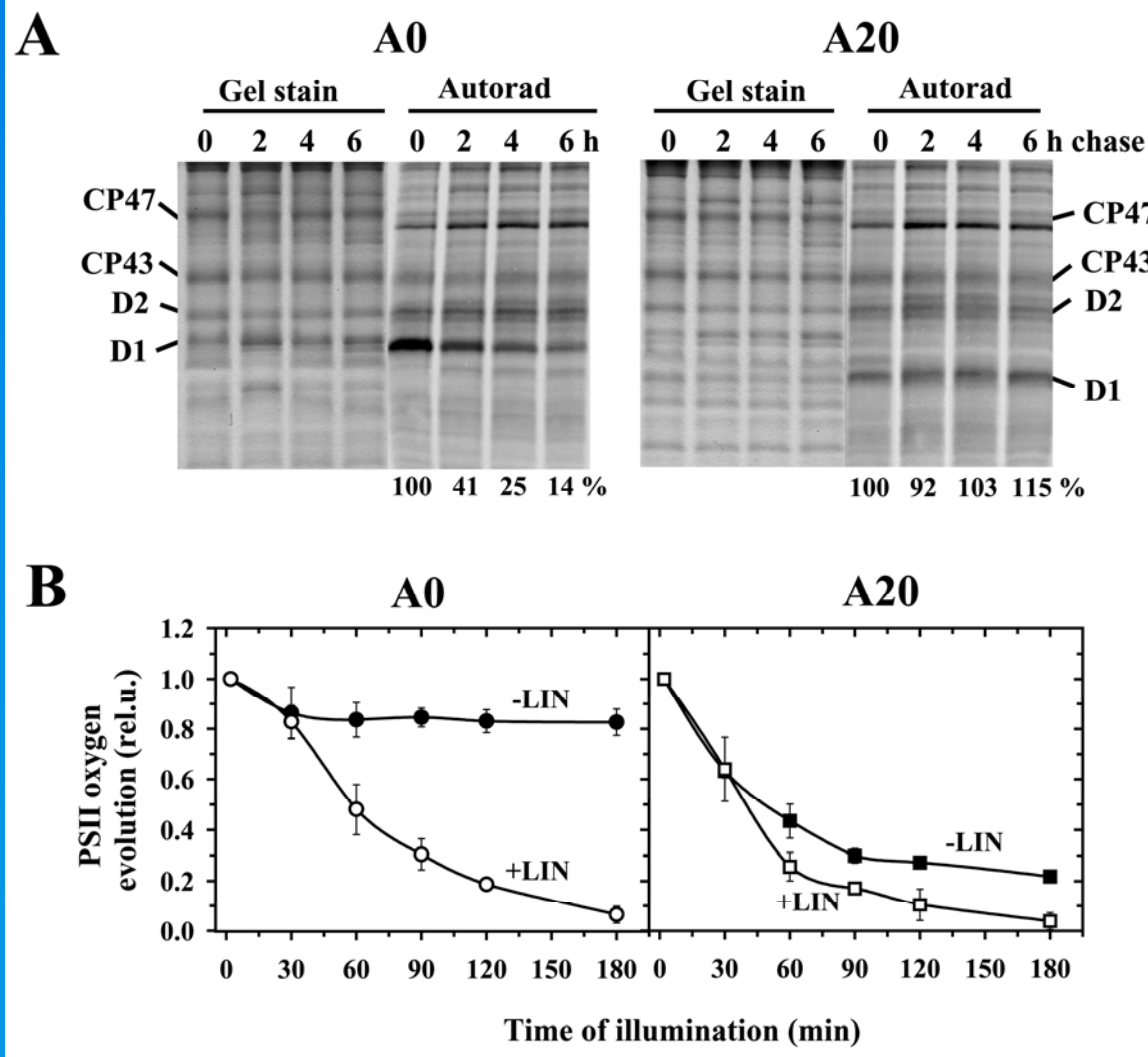 A
A0
A20
Gel stain
Autorad
Gel stain
Autorad
0 2 4 6
0 2 4 6 h
0 2 4 6
0 2 4 6 h chase
CP47
CP43
D2
D1
CP47
CP43
D2
D1
100 41 25 14 %
100 92 103 115 %
B
A0
A20
PSII oxygen
evolution (rel.u.)
1.2
1.0
0.8
0.6
0.4
0.2
0.0
-LIN
+LIN
-LIN
+LIN
0 30 60 90 120 150 180
0 30 60 90 120 150 180
Time of illumination (min)